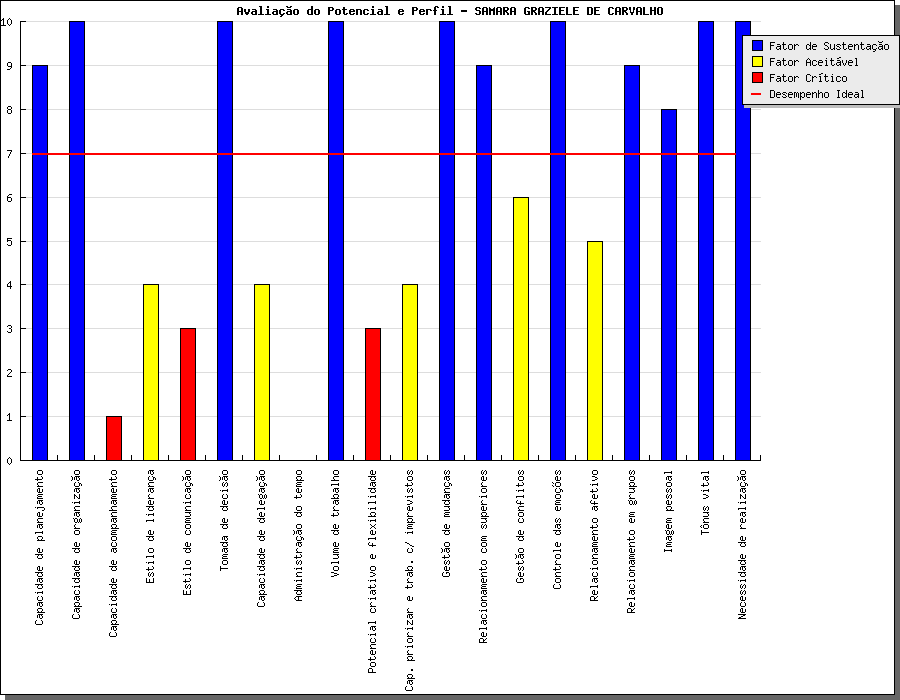 Avaliação do Potencial e Perfil - SAMARA GRAZIELE DE CARVALHO
Fator de Sustentação
Fator Aceitável
Fator Crítico
Desempenho Ideal
10
9
8
7
6
5
4
3
2
1
0
Capacidade de planejamento
Capacidade de organização
Capacidade de acompanhamento
Estilo de liderança
Estilo de comunicação
Tomada de decisão
Capacidade de delegação
Administração do tempo
Volume de trabalho
Potencial criativo e flexibilidade
Cap. priorizar e trab. c/ imprevistos
Gestão de mudanças
Relacionamento com superiores
Gestão de conflitos
Controle das emoções
Relacionamento afetivo
Relacionamento em grupos
Imagem pessoal
Tônus vital
Necessidade de realização